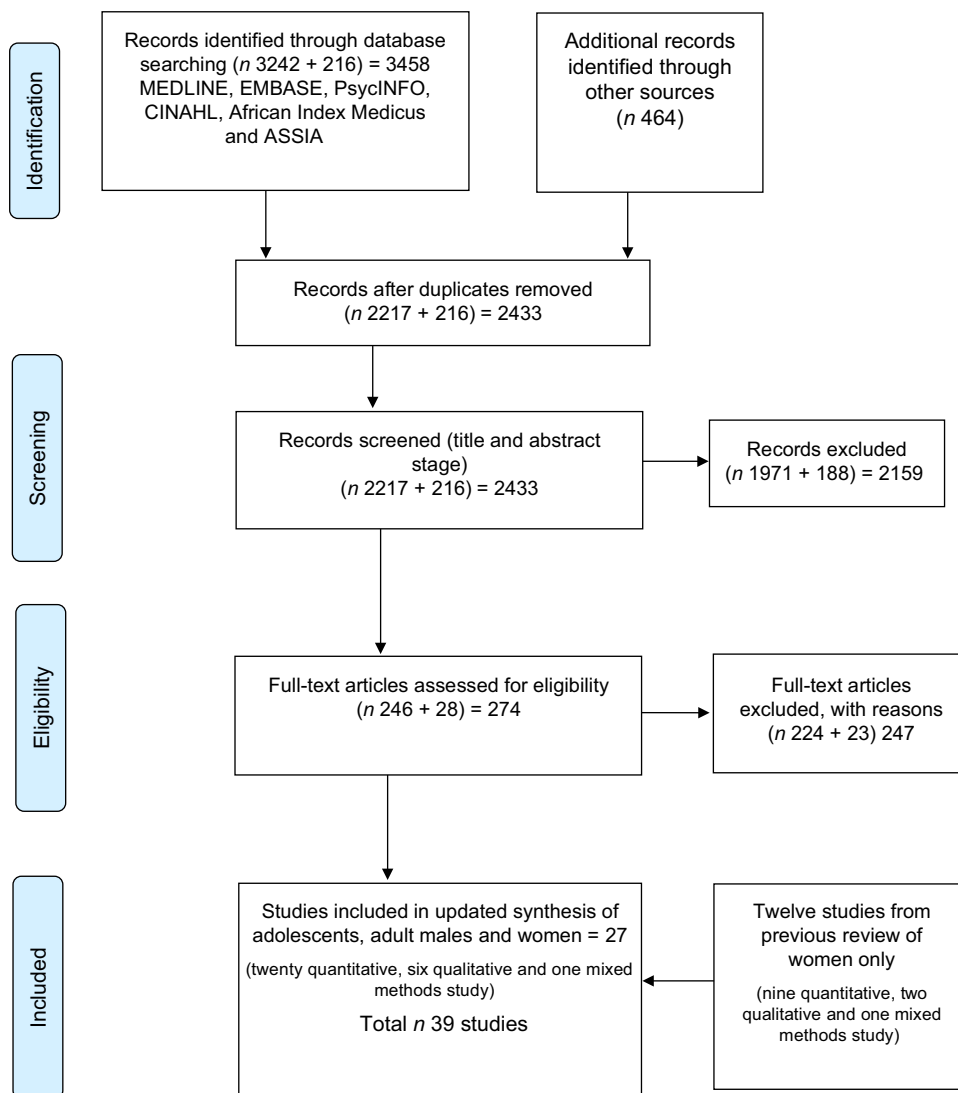 Identification
Records identified through database
searching (n 3242 + 216) = 3458
MEDLINE, EMBASE, PsycINFO,
CINAHL, African Index Medicus
and ASSIA
Additional records
identified through
other sources
(n 464)
Records after duplicates removed
(n 2217 + 216) = 2433
Screening
Records screened (title and abstract
stage)
(n 2217 + 216) = 2433
Records excluded
(n 1971 + 188) = 2159
Eligibility
Full-text articles assessed for eligibility
(n 246 + 28) = 274
Full-text articles
excluded, with reasons
(n 224 + 23) 247
Included
Studies included in updated synthesis of
adolescents, adult males and women = 27
(twenty quantitative, six qualitative and one mixed
methods study)
Total n 39 studies
Twelve studies from
previous review of
women only
(nine quantitative, two
qualitative and one mixed
methods study)